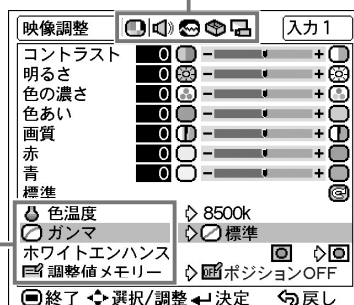 映像調整 入力1
コントラスト 0 - +
明るさ 0 - +
色の濃さ 0 - +
色あい 0 - +
画質 0 - +
赤 0 - +
青 0 - +
標準
色温度 8500k
ガンマ 標準
ホワイトエンハンス
調整値メモリー ポジションOFF
終了 選択/調整 決定 戻し